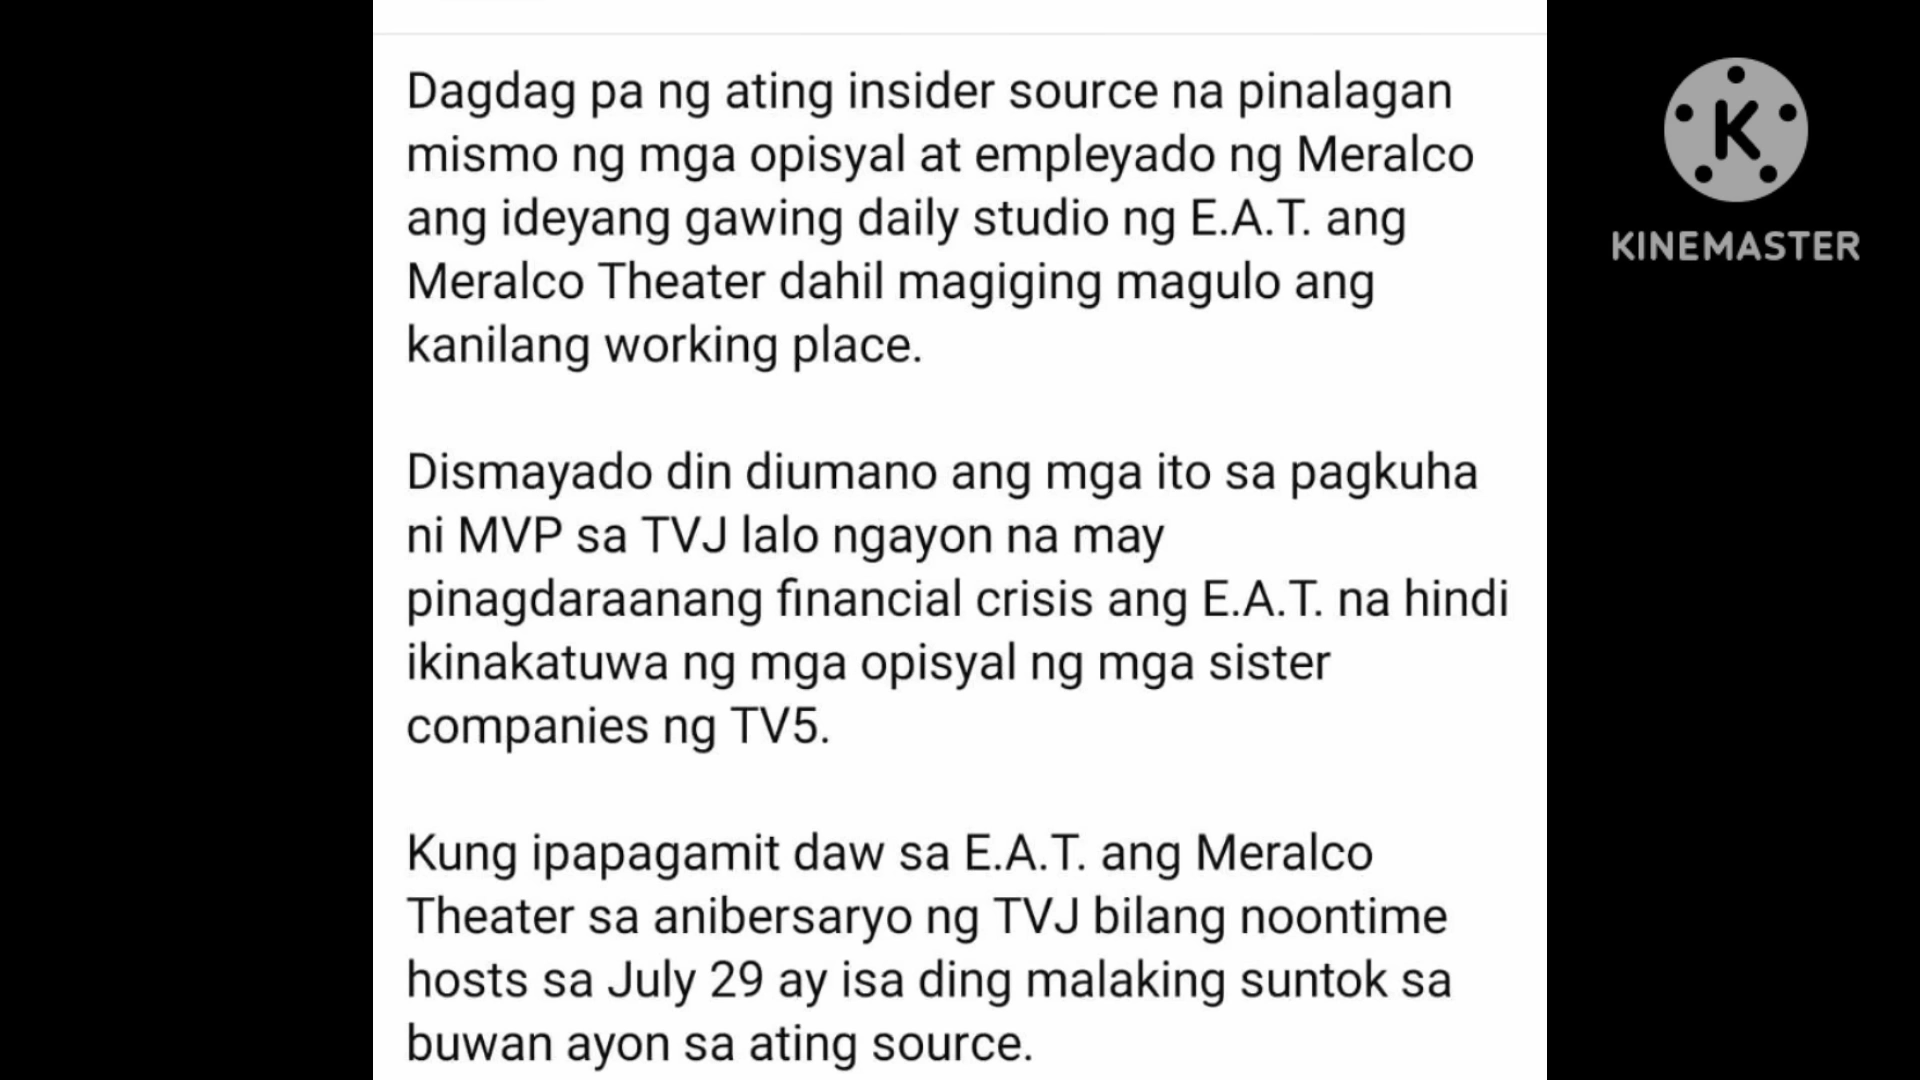 Dagdag pa ng ating insider source na pinalagan
mismo ng mga opisyal at empleyado ng Meralco
ang ideyang gawing daily studio ng E.A.T. ang
Meralco Theater dahil magiging magulo ang
kanilang working place.
Dismayado din diumano ang mga ito sa pagkuha
ni MVP sa TVJ lalo ngayon na may
pinagdaraanang financial crisis ang E.A.T. na hindi
ikinakatuwa ng mga opisyal ng mga sister
companies ng TV5.
Kung ipapagamit daw sa E.A.T. ang Meralco
Theater sa anibersaryo ng TVJ bilang noontime
hosts sa July 29 ay isa ding malaking suntok sa
buwan ayon sa ating source.
K
KINEMASTER